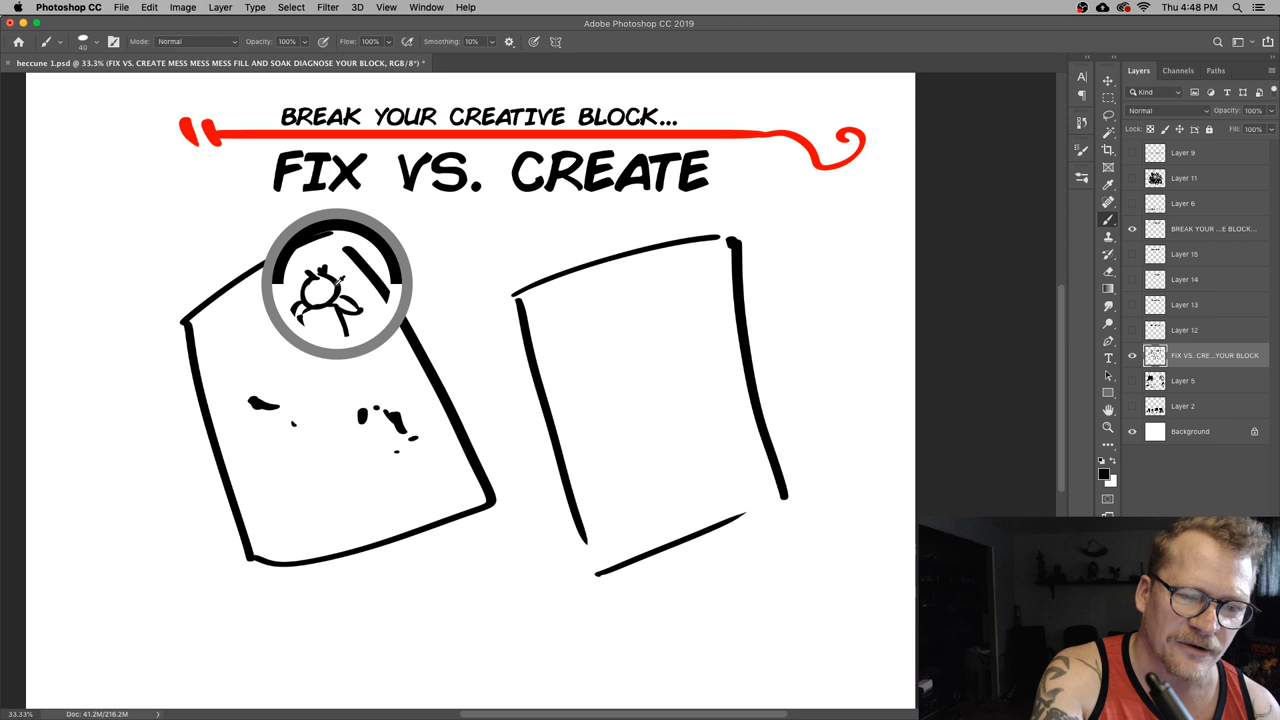 Photoshop CC File Edit Image Layer Type Select Filter 3D View Window Help Thu 4:48 PM
Adobe Photoshop CC 2019
40 Mode: Normal Opacity: 100% Flow: 100% Smoothing: 10%
× heccune 1.psd @ 33.3% (FIX VS. CREATE MESS MESS MESS FILL AND SOAK DIAGNOSE YOUR BLOCK, RGB/8*) *
BREAK YOUR CREATIVE BLOCK...
FIX VS. CREATE
Layers Channels Paths
Kind
Normal Opacity: 100%
Lock: Fill: 100%
Layer 9
Layer 11
Layer 6
BREAK YOUR ...E BLOCK...
Layer 15
Layer 14
Layer 13
Layer 12
FIX VS. CRE...YOUR BLOCK
Layer 5
Layer 2
Background
33.33% Doc: 41.2M/216.2M